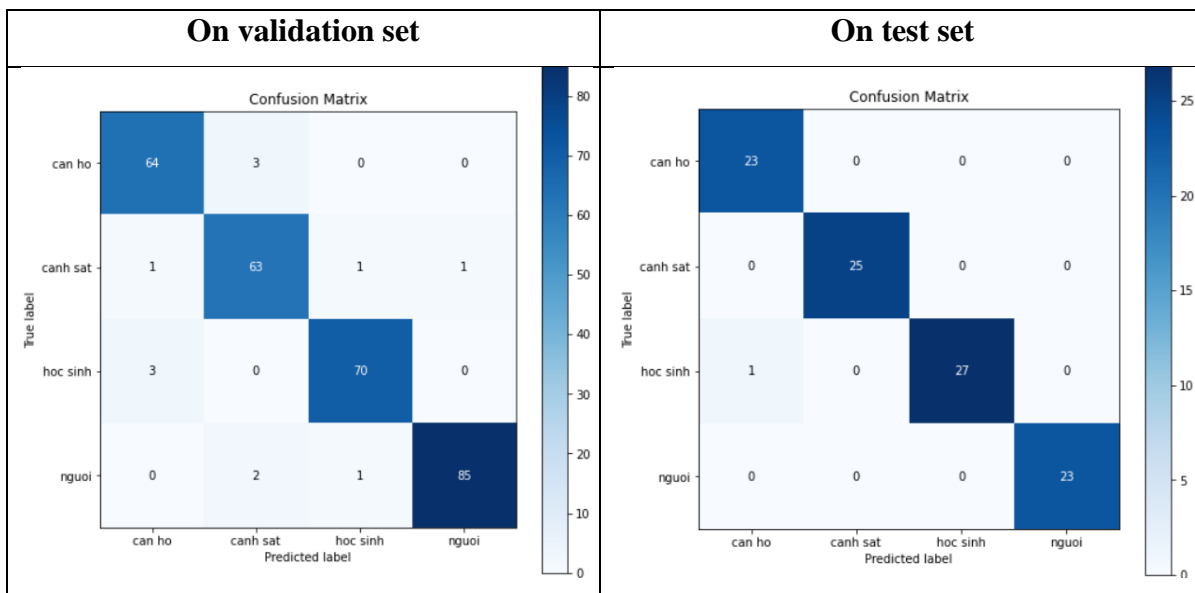 On validation set
Confusion Matrix
can ho 64 3 0 0
canh sat 1 63 1 1
hoc sinh 3 0 70 0
nguoi 0 2 1 85
can ho canh sat hoc sinh nguoi
Predicted label
True label
80
70
60
50
40
30
20
10
0
On test set
Confusion Matrix
can ho 23 0 0 0
canh sat 0 25 0 0
hoc sinh 1 0 27 0
nguoi 0 0 0 23
can ho canh sat hoc sinh nguoi
Predicted label
True label
25
20
15
10
5
0